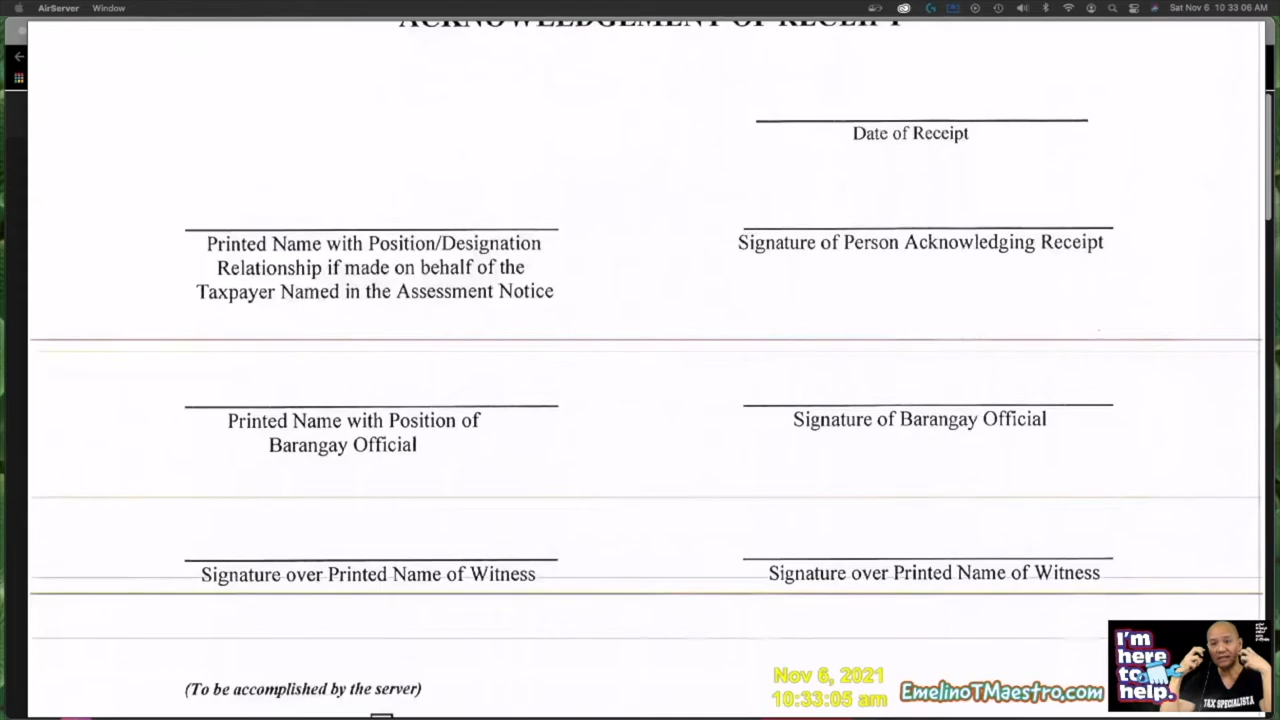 AirServer Window Sat Nov 6 10 33 06 AM
ACKNOWLEDGEMENT OF RECEIPT
Date of Receipt
Printed Name with Position/Designation
Relationship if made on behalf of the
Taxpayer Named in the Assessment Notice
Signature of Person Acknowledging Receipt
Printed Name with Position of
Barangay Official
Signature of Barangay Official
Signature over Printed Name of Witness
Signature over Printed Name of Witness
(To be accomplished by the server)
Nov 6, 2021
10:33:05 am
EmelinoTMaestro.com
I'm
here
to
help.
TAX SPECIALISTA